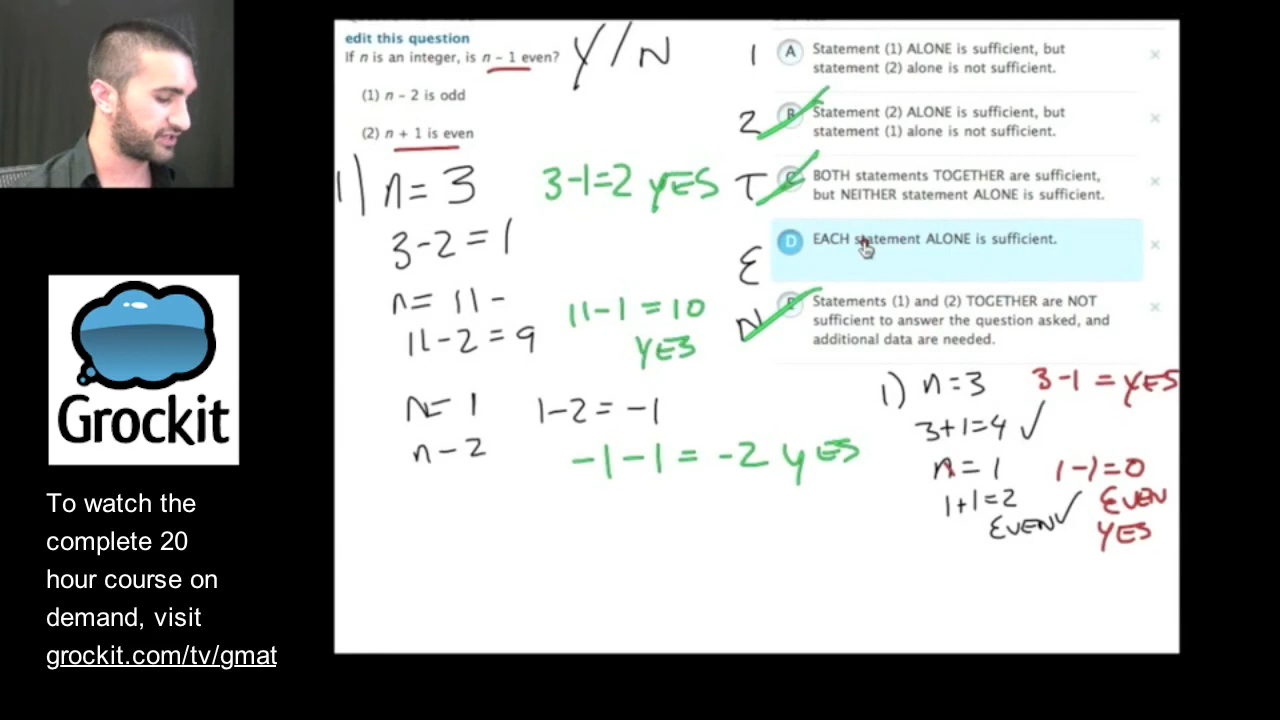 edit this question
If n is an integer, is n - 1 even?
Y/N
(1) n - 2 is odd
(2) n + 1 is even
1) n = 3
3-1=2 YES
3-2=1
n= 11-
11-1=10
11-2=9
YES
N=1
1-2=-1
n-2
-1-1=-2 YES
1
A
Statement (1) ALONE is sufficient, but
statement (2) alone is not sufficient.
2
B
Statement (2) ALONE is sufficient, but
statement (1) alone is not sufficient.
T
C
BOTH statements TOGETHER are sufficient,
but NEITHER statement ALONE is sufficient.
E
D
EACH statement ALONE is sufficient.
N
E
Statements (1) and (2) TOGETHER are NOT
sufficient to answer the question asked, and
additional data are needed.
1) n=3
3-1=YES
3+1=4 ✓
n=1
1-1=0
1+1=2
EVEN
EVEN ✓
YES
Grockit
To watch the
complete 20
hour course on
demand, visit
grockit.com/tv/gmat